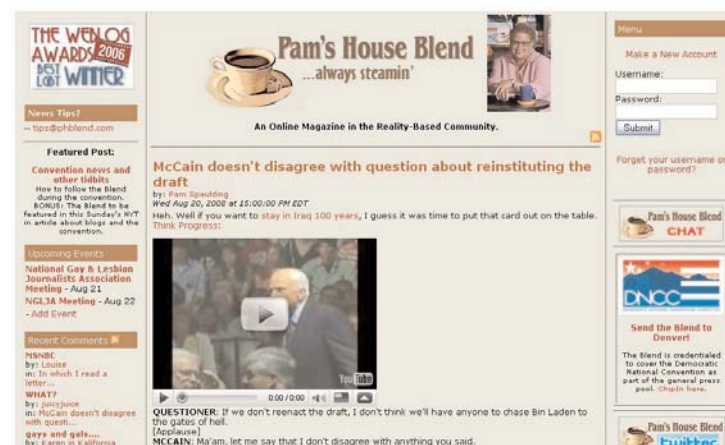 THE WEBLOG
AWARDS 2006
BEST
LGBT WINNER
News Tips?
-- tips@phblend.com
Featured Post:
Convention news and
other tidbits
How to follow the Blend
during the convention.
BONUS: The Blend to be
featured in this Sunday's NYT
in article about blogs and the
convention.
Upcoming Events
National Gay & Lesbian
Journalists Association
Meeting - Aug 21
NGLJA Meeting - Aug 22
- Add Event
Recent Comments
MSNBC
by: Louise
in: In which I read a
letter...
WHAT?
by: juicyjuice
in: McCain doesn't disagree
with questi...
gays and gals....
by: Karen in Kalifornia
Pam's House Blend
...always steamin'
An Online Magazine in the Reality-Based Community.
McCain doesn't disagree with question about reinstituting the
draft
by: Pam Spaulding
Wed Aug 20, 2008 at 15:00:00 PM EDT
Heh. Well if you want to stay in Iraq 100 years, I guess it was time to put that card out on the table.
Think Progress:
YouTube
0:00 / 0:00
QUESTIONER: If we don't reenact the draft, I don't think we'll have anyone to chase Bin Laden to
the gates of hell.
[Applause]
MCCAIN: Ma'am, let me say that I don't disagree with anything you said.
Menu
Make a New Account
Username:
Password:
Submit
Forget your username or
password?
Pam's House Blend
CHAT
DNCC
Send the Blend to
Denver!
The Blend is credentialed
to cover the Democratic
National Convention as
part of the general press
pool. ChipIn here.
Pam's House Blend
twitter